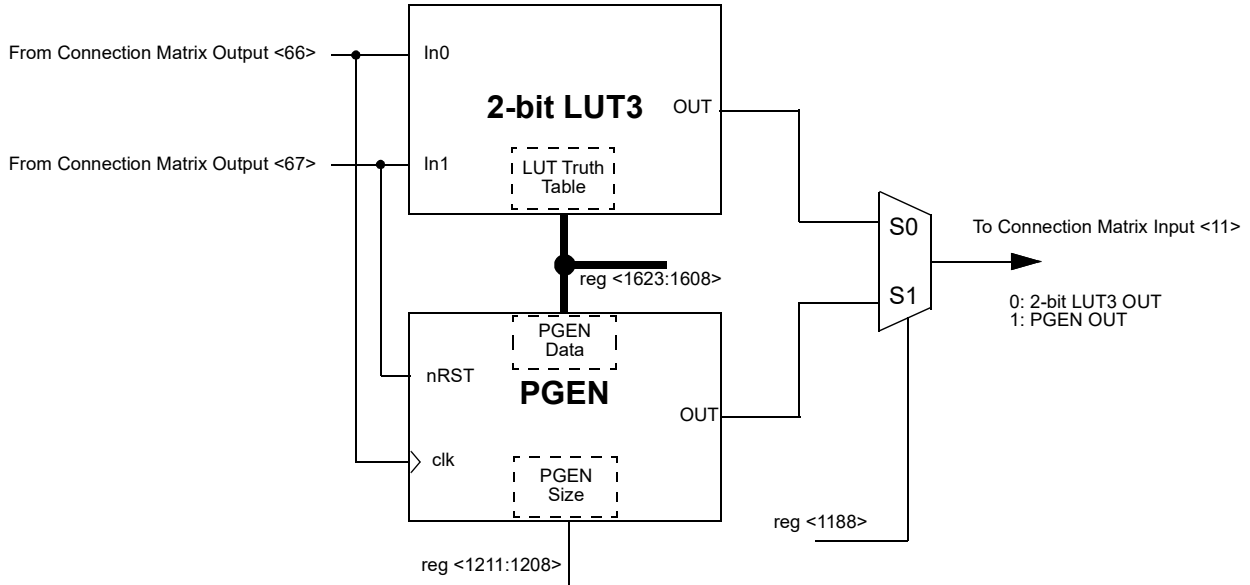 From Connection Matrix Output <66>
In0
2-bit LUT3
OUT
From Connection Matrix Output <67>
In1
LUT Truth
Table
S0
To Connection Matrix Input <11>
reg <1623:1608>
S1
0: 2-bit LUT3 OUT
1: PGEN OUT
PGEN
Data
nRST
PGEN
OUT
clk
PGEN
Size
reg <1188>
reg <1211:1208>